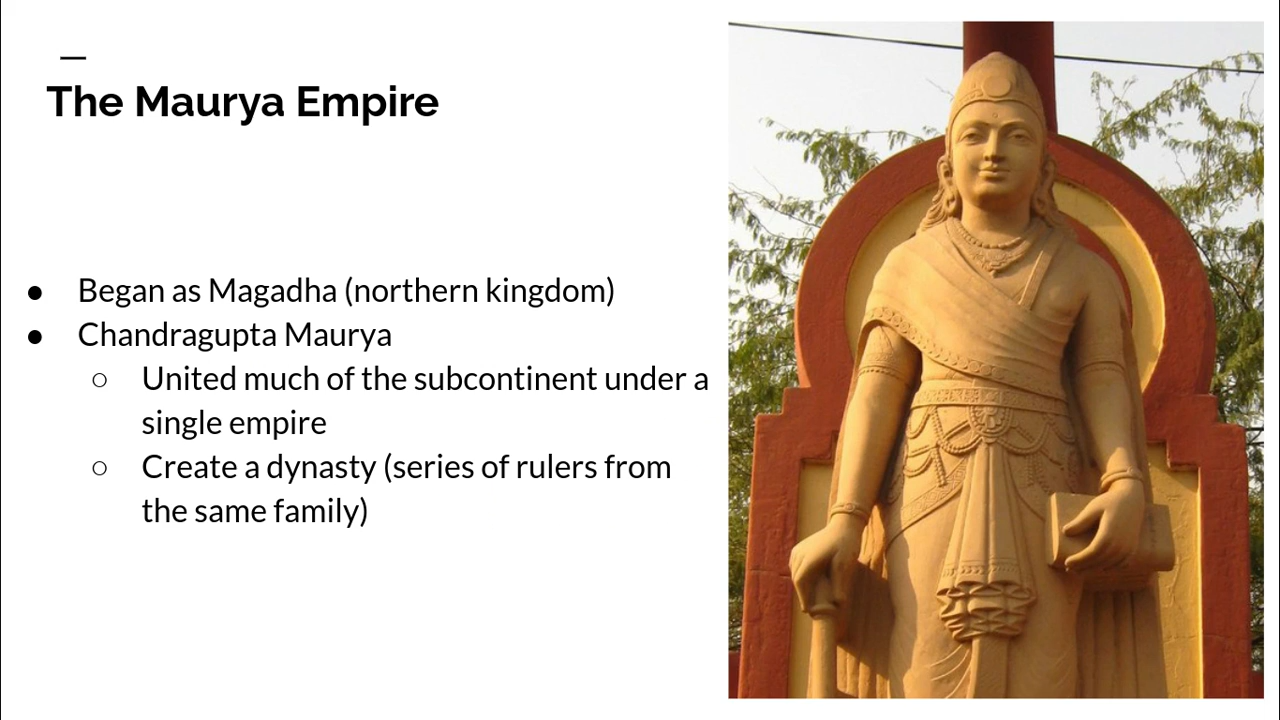 The Maurya Empire
● Began as Magadha (northern kingdom)
● Chandragupta Maurya
○ United much of the subcontinent under a
single empire
○ Create a dynasty (series of rulers from
the same family)